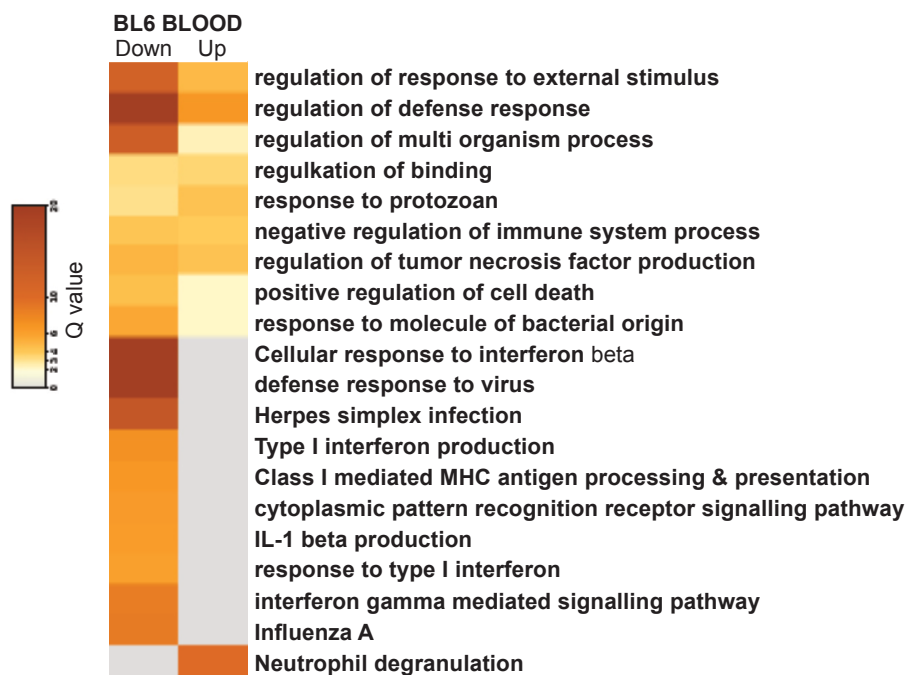 BL6 BLOOD
Down Up
regulation of response to external stimulus
regulation of defense response
regulation of multi organism process
regulkation of binding
response to protozoan
negative regulation of immune system process
regulation of tumor necrosis factor production
positive regulation of cell death
response to molecule of bacterial origin
Cellular response to interferon beta
defense response to virus
Herpes simplex infection
Type I interferon production
Class I mediated MHC antigen processing & presentation
cytoplasmic pattern recognition receptor signalling pathway
IL-1 beta production
response to type I interferon
interferon gamma mediated signalling pathway
Influenza A
Neutrophil degranulation
20
10
6
0
Q value